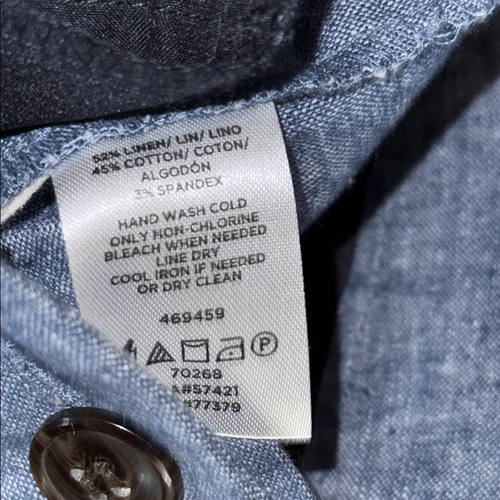 52% LINEN/ LIN/ LINO
45% COTTON/ COTON/
ALGODÓN
3% SPANDEX
HAND WASH COLD
ONLY NON-CHLORINE
BLEACH WHEN NEEDED
LINE DRY
COOL IRON IF NEEDED
OR DRY CLEAN
469459
P
70268
A#57421
#77379